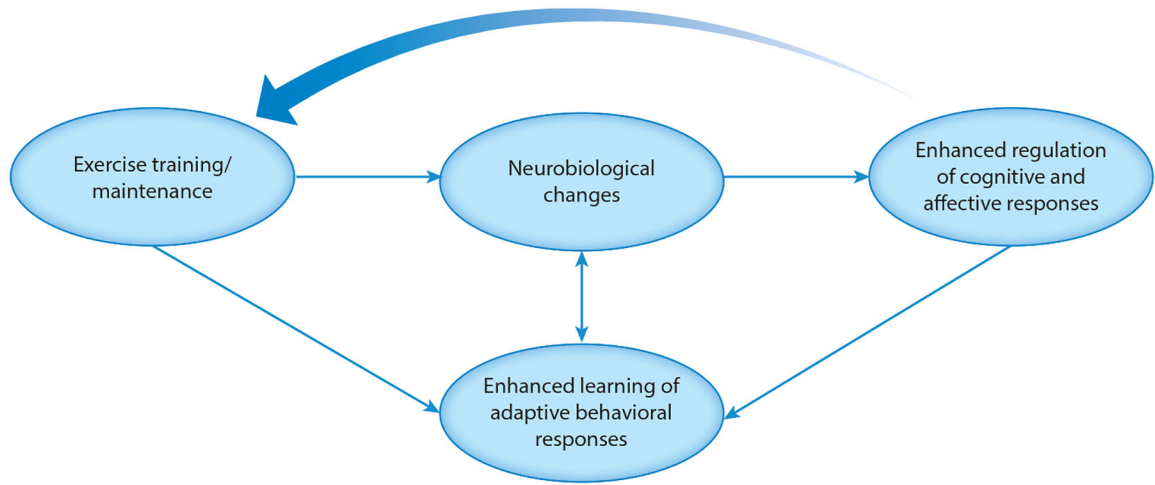 Exercise training/
maintenance
Neurobiological
changes
Enhanced regulation
of cognitive and
affective responses
Enhanced learning of
adaptive behavioral
responses